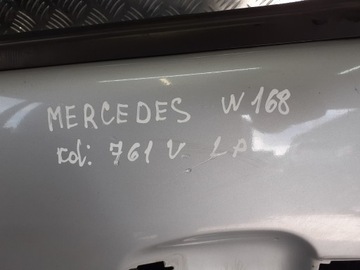 MERCEDES W168
kol: 761 U LP